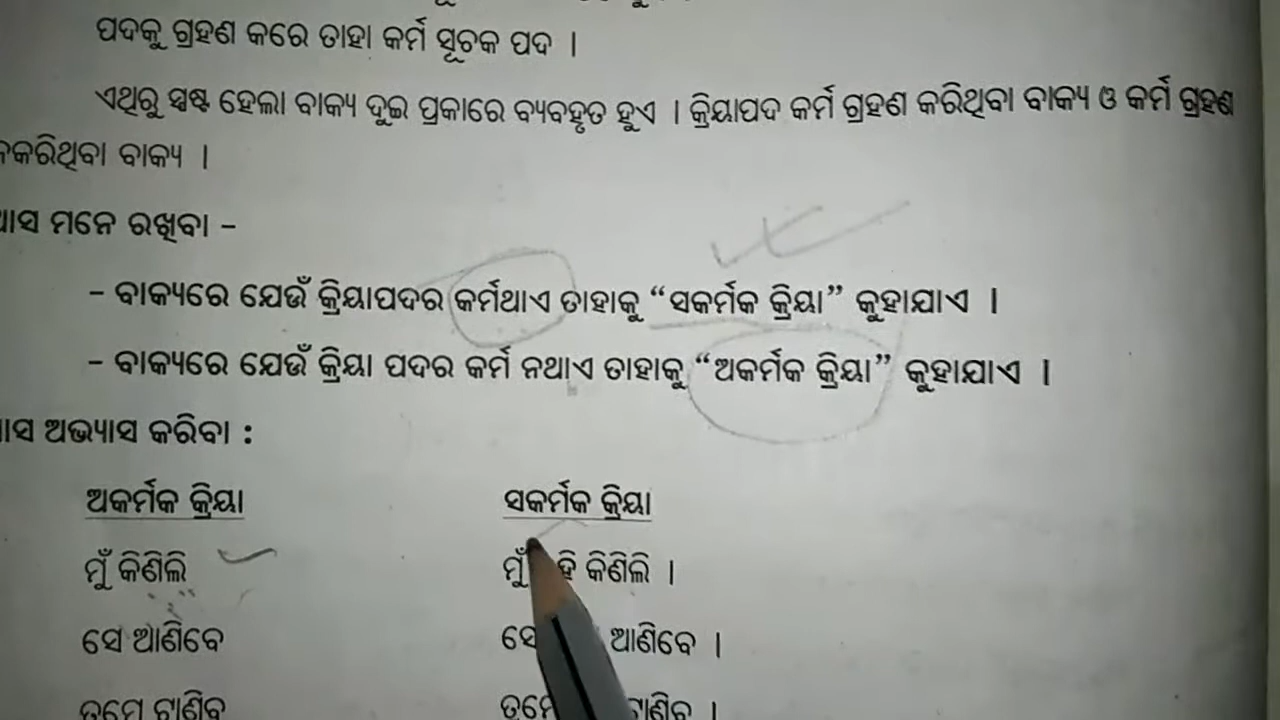 ପଦକୁ ଗ୍ରହଣ କରେ ତାହା କର୍ମ ସୂଚକ ପଦ ।
ଏଥିରୁ ସ୍ପଷ୍ଟ ହେଲା ବାକ୍ୟ ଦୁଇ ପ୍ରକାରେ ବ୍ୟବହୃତ ହୁଏ । କ୍ରିୟାପଦ କର୍ମ ଗ୍ରହଣ କରିଥିବା ବାକ୍ୟ ଓ କର୍ମ ଗ୍ରହଣ
ନକରିଥିବା ବାକ୍ୟ ।
ମନେ ରଖିବା –
– ବାକ୍ୟରେ ଯେଉଁ କ୍ରିୟାପଦର କର୍ମଥାଏ ତାହାକୁ “ସକର୍ମକ କ୍ରିୟା” କୁହାଯାଏ ।
– ବାକ୍ୟରେ ଯେଉଁ କ୍ରିୟା ପଦର କର୍ମ ନଥାଏ ତାହାକୁ “ଅକର୍ମକ କ୍ରିୟା” କୁହାଯାଏ ।
ଅଭ୍ୟାସ କରିବା :
ଅକର୍ମକ କ୍ରିୟା ସକର୍ମକ କ୍ରିୟା
ମୁଁ କିଣିଲି ମୁଁ କିଣିଲି ।
ସେ ଆଣିବେ ସେ ଆଣିବେ ।
ତୁମେ ଟାଣିବ ତୁମେ ଟାଣିବ ।